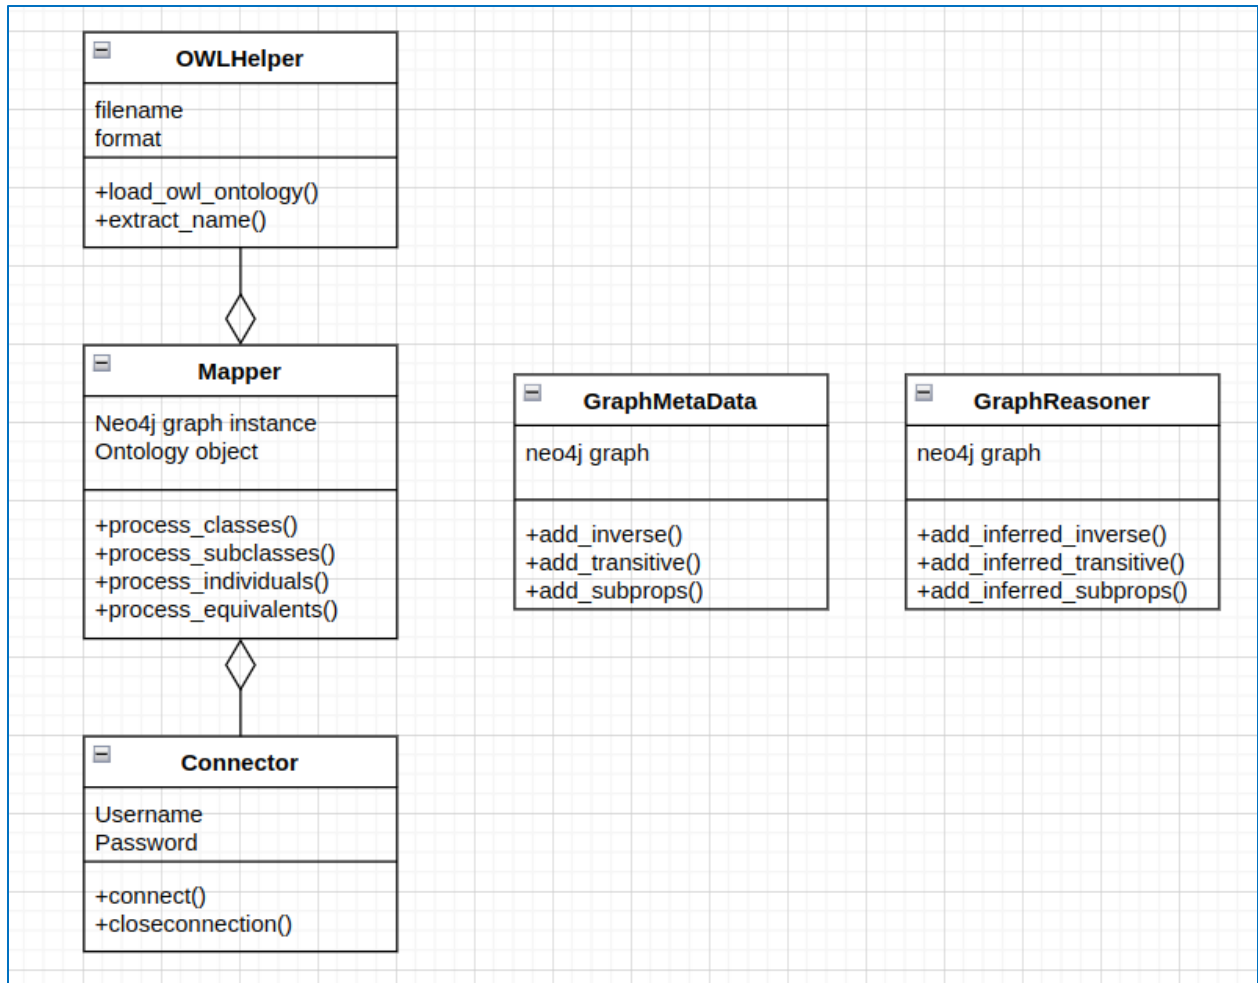 OWLHelper
filename
format
+load_owl_ontology()
+extract_name()
Mapper
Neo4j graph instance
Ontology object
+process_classes()
+process_subclasses()
+process_individuals()
+process_equivalents()
GraphMetaData
neo4j graph
+add_inverse()
+add_transitive()
+add_subprops()
GraphReasoner
neo4j graph
+add_inferred_inverse()
+add_inferred_transitive()
+add_inferred_subprops()
Connector
Username
Password
+connect()
+closeconnection()